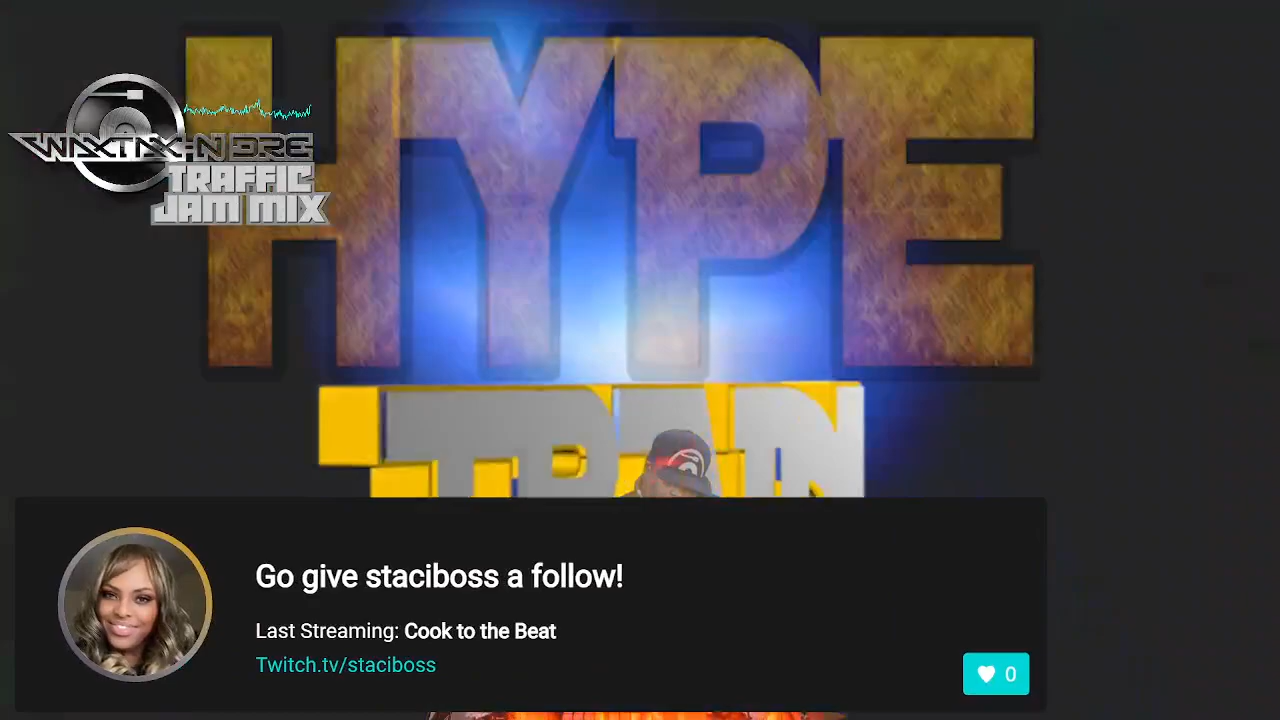 HYPE
WAXTAX-N DRE
TRAFFIC
JAM MIX
TRAIN
Go give staciboss a follow!
Last Streaming: Cook to the Beat
Twitch.tv/staciboss
0